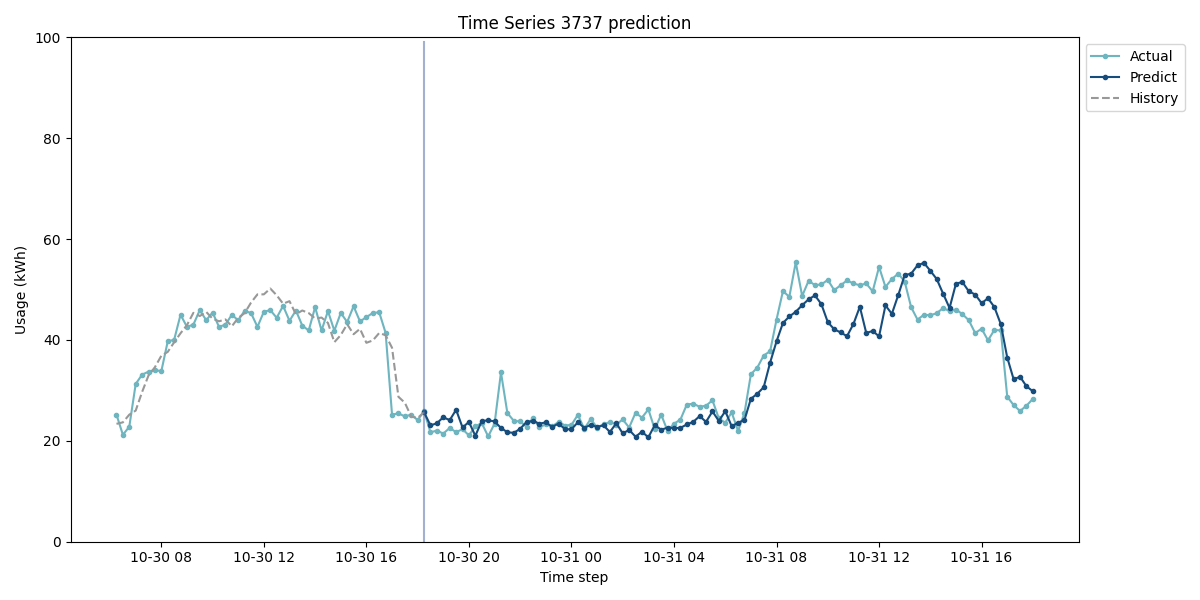 Time Series 3737 prediction
100
80
60
40
20
0
Usage (kWh)
10-30 08
10-30 12
10-30 16
10-30 20
10-31 00
10-31 04
10-31 08
10-31 12
10-31 16
Time step
Actual
Predict
History